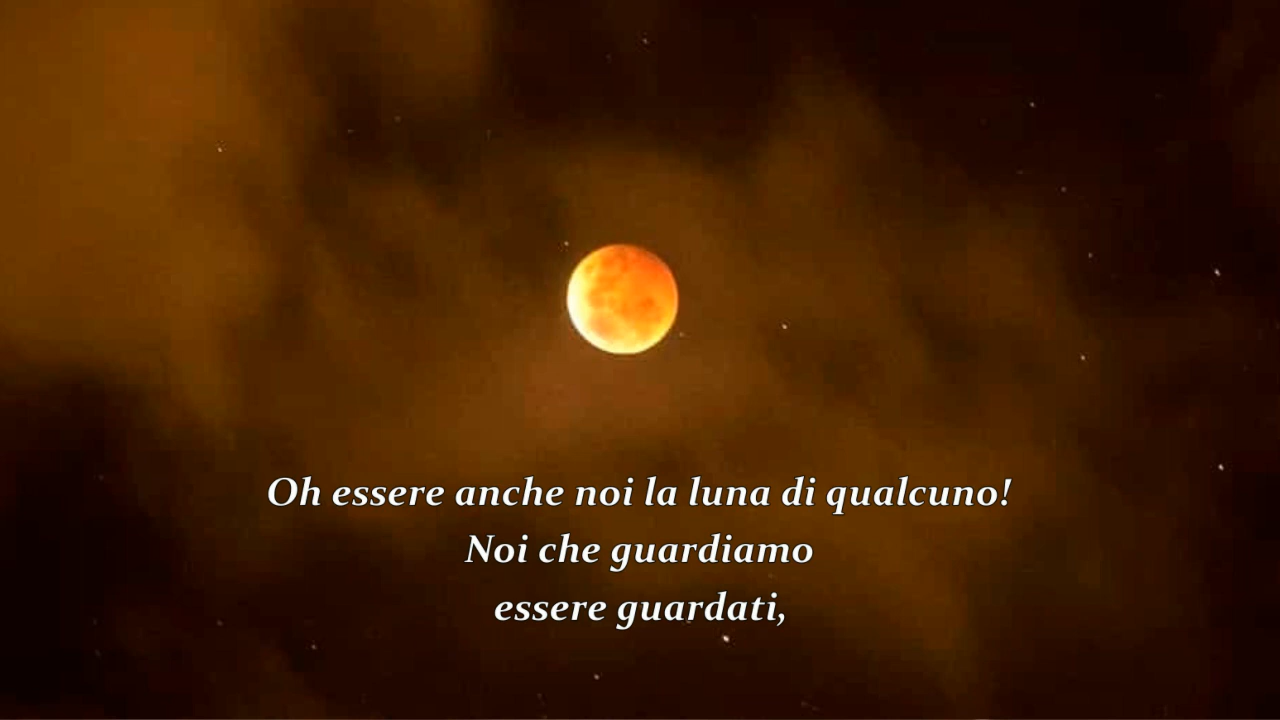 Oh essere anche noi la luna di qualcuno!
Noi che guardiamo
essere guardati,